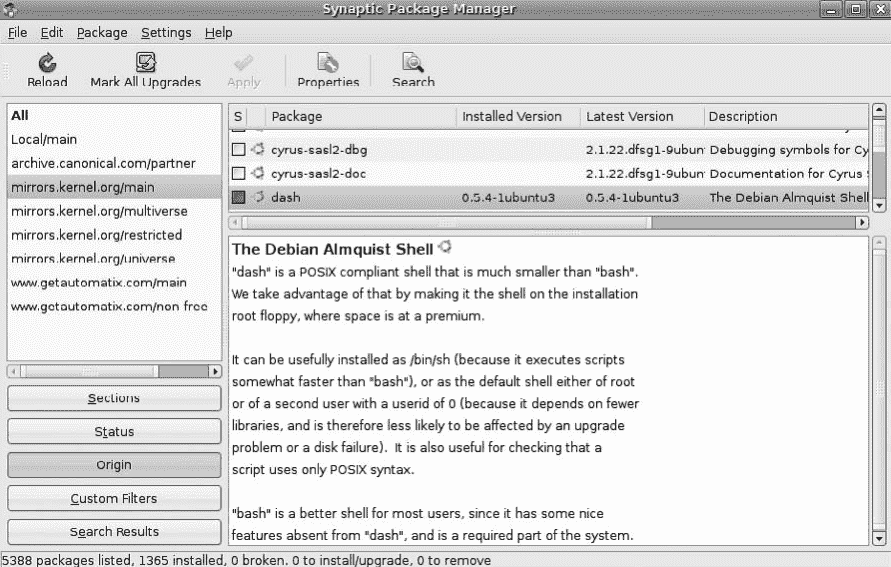 Synaptic Package Manager
File Edit Package Settings Help
Reload Mark All Upgrades Apply Properties Search
All
Local/main
archive.canonical.com/partner
mirrors.kernel.org/main
mirrors.kernel.org/multiverse
mirrors.kernel.org/restricted
mirrors.kernel.org/universe
www.getautomatix.com/main
www.getautomatix.com/non free
Sections
Status
Origin
Custom Filters
Search Results
S Package Installed Version Latest Version Description
cyrus-sasl2-dbg 2.1.22.dfsg1-9ubun Debugging symbols for Cy
cyrus-sasl2-doc 2.1.22.dfsg1-9ubun Documentation for Cyrus S
dash 0.5.4-1ubuntu3 0.5.4-1ubuntu3 The Debian Almquist Shell
The Debian Almquist Shell
"dash" is a POSIX compliant shell that is much smaller than "bash".
We take advantage of that by making it the shell on the installation
root floppy, where space is at a premium.
It can be usefully installed as /bin/sh (because it executes scripts
somewhat faster than "bash"), or as the default shell either of root
or of a second user with a userid of 0 (because it depends on fewer
libraries, and is therefore less likely to be affected by an upgrade
problem or a disk failure). It is also useful for checking that a
script uses only POSIX syntax.
"bash" is a better shell for most users, since it has some nice
features absent from "dash", and is a required part of the system.
5388 packages listed, 1365 installed, 0 broken. 0 to install/upgrade, 0 to remove